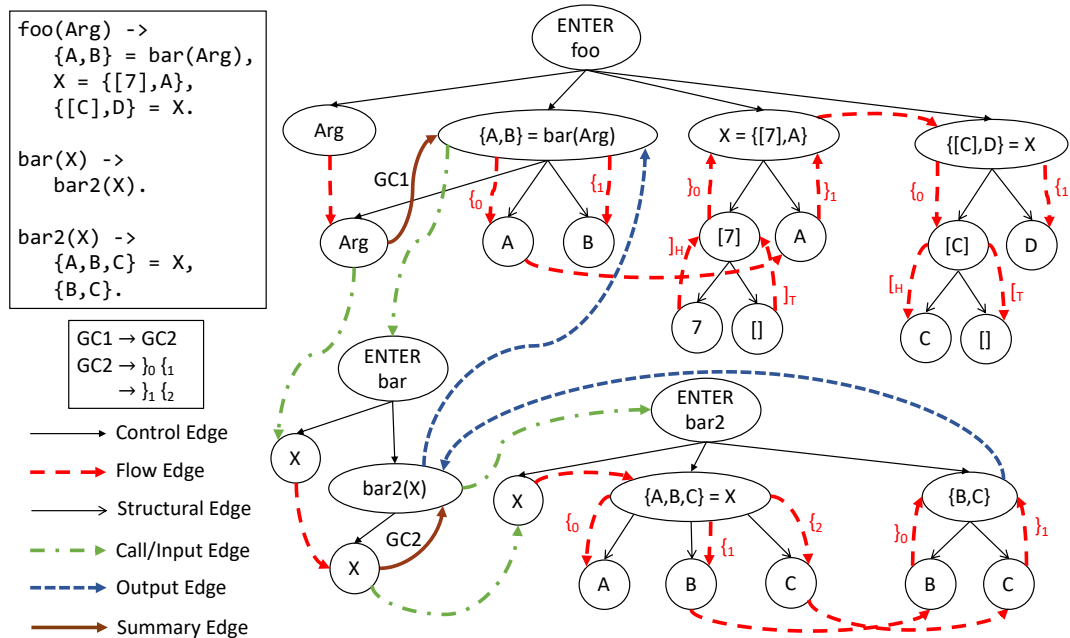 foo(Arg) ->
{A,B} = bar(Arg),
X = {[7],A},
{[C],D} = X.
bar(X) ->
bar2(X).
bar2(X) ->
{A,B,C} = X,
{B,C}.
GC1 → GC2
GC2 → }0 {1
→ }1 {2
Control Edge
Flow Edge
Structural Edge
Call/Input Edge
Output Edge
Summary Edge
ENTER
foo
Arg
{A,B} = bar(Arg)
X = {[7],A}
{[C],D} = X
GC1
{0
{1
}0
}1
{0
{1
Arg
A
B
[7]
A
[C]
D
]H
]T
[H
[T
7
[]
C
[]
ENTER
bar
X
bar2(X)
GC2
X
ENTER
bar2
X
{A,B,C} = X
{B,C}
{0
{1
{2
}0
}1
A
B
C
B
C